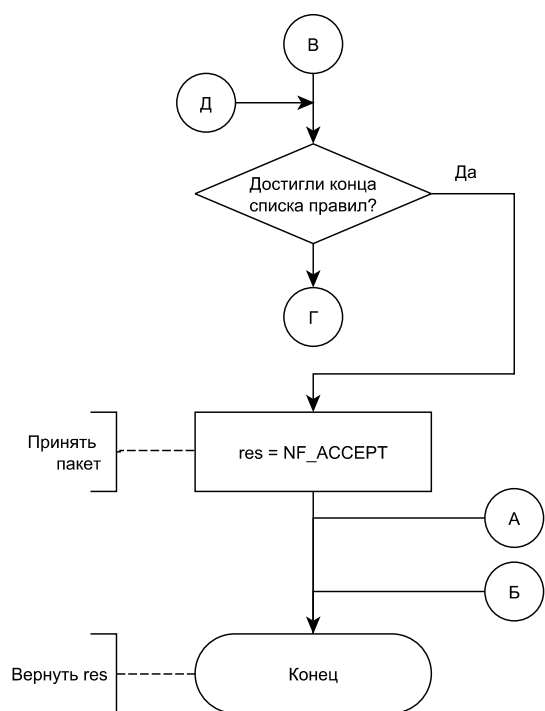 В
Д
Да
Достигли конца
списка правил?
Г
Принять
пакет
res = NF_ACCEPT
А
Б
Вернуть res
Конец